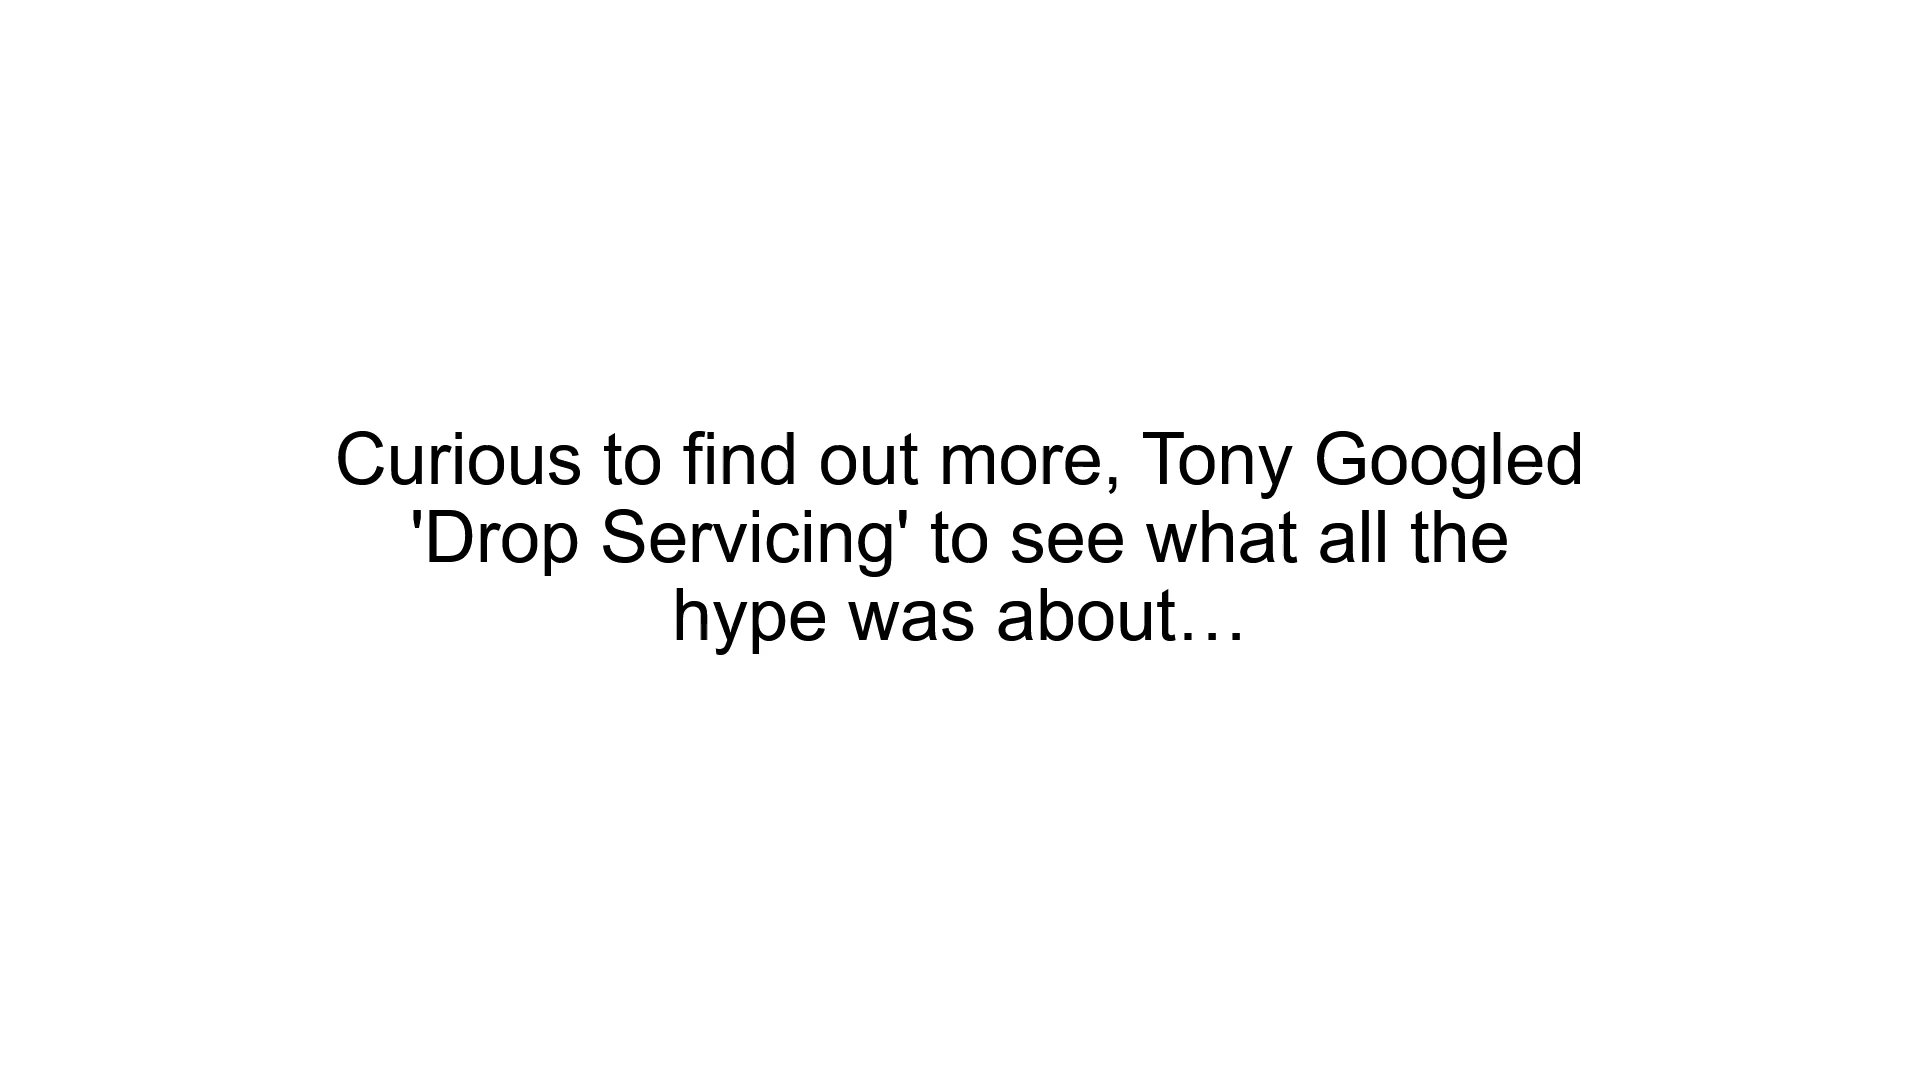 Curious to find out more, Tony Googled
'Drop Servicing' to see what all the
hype was about…